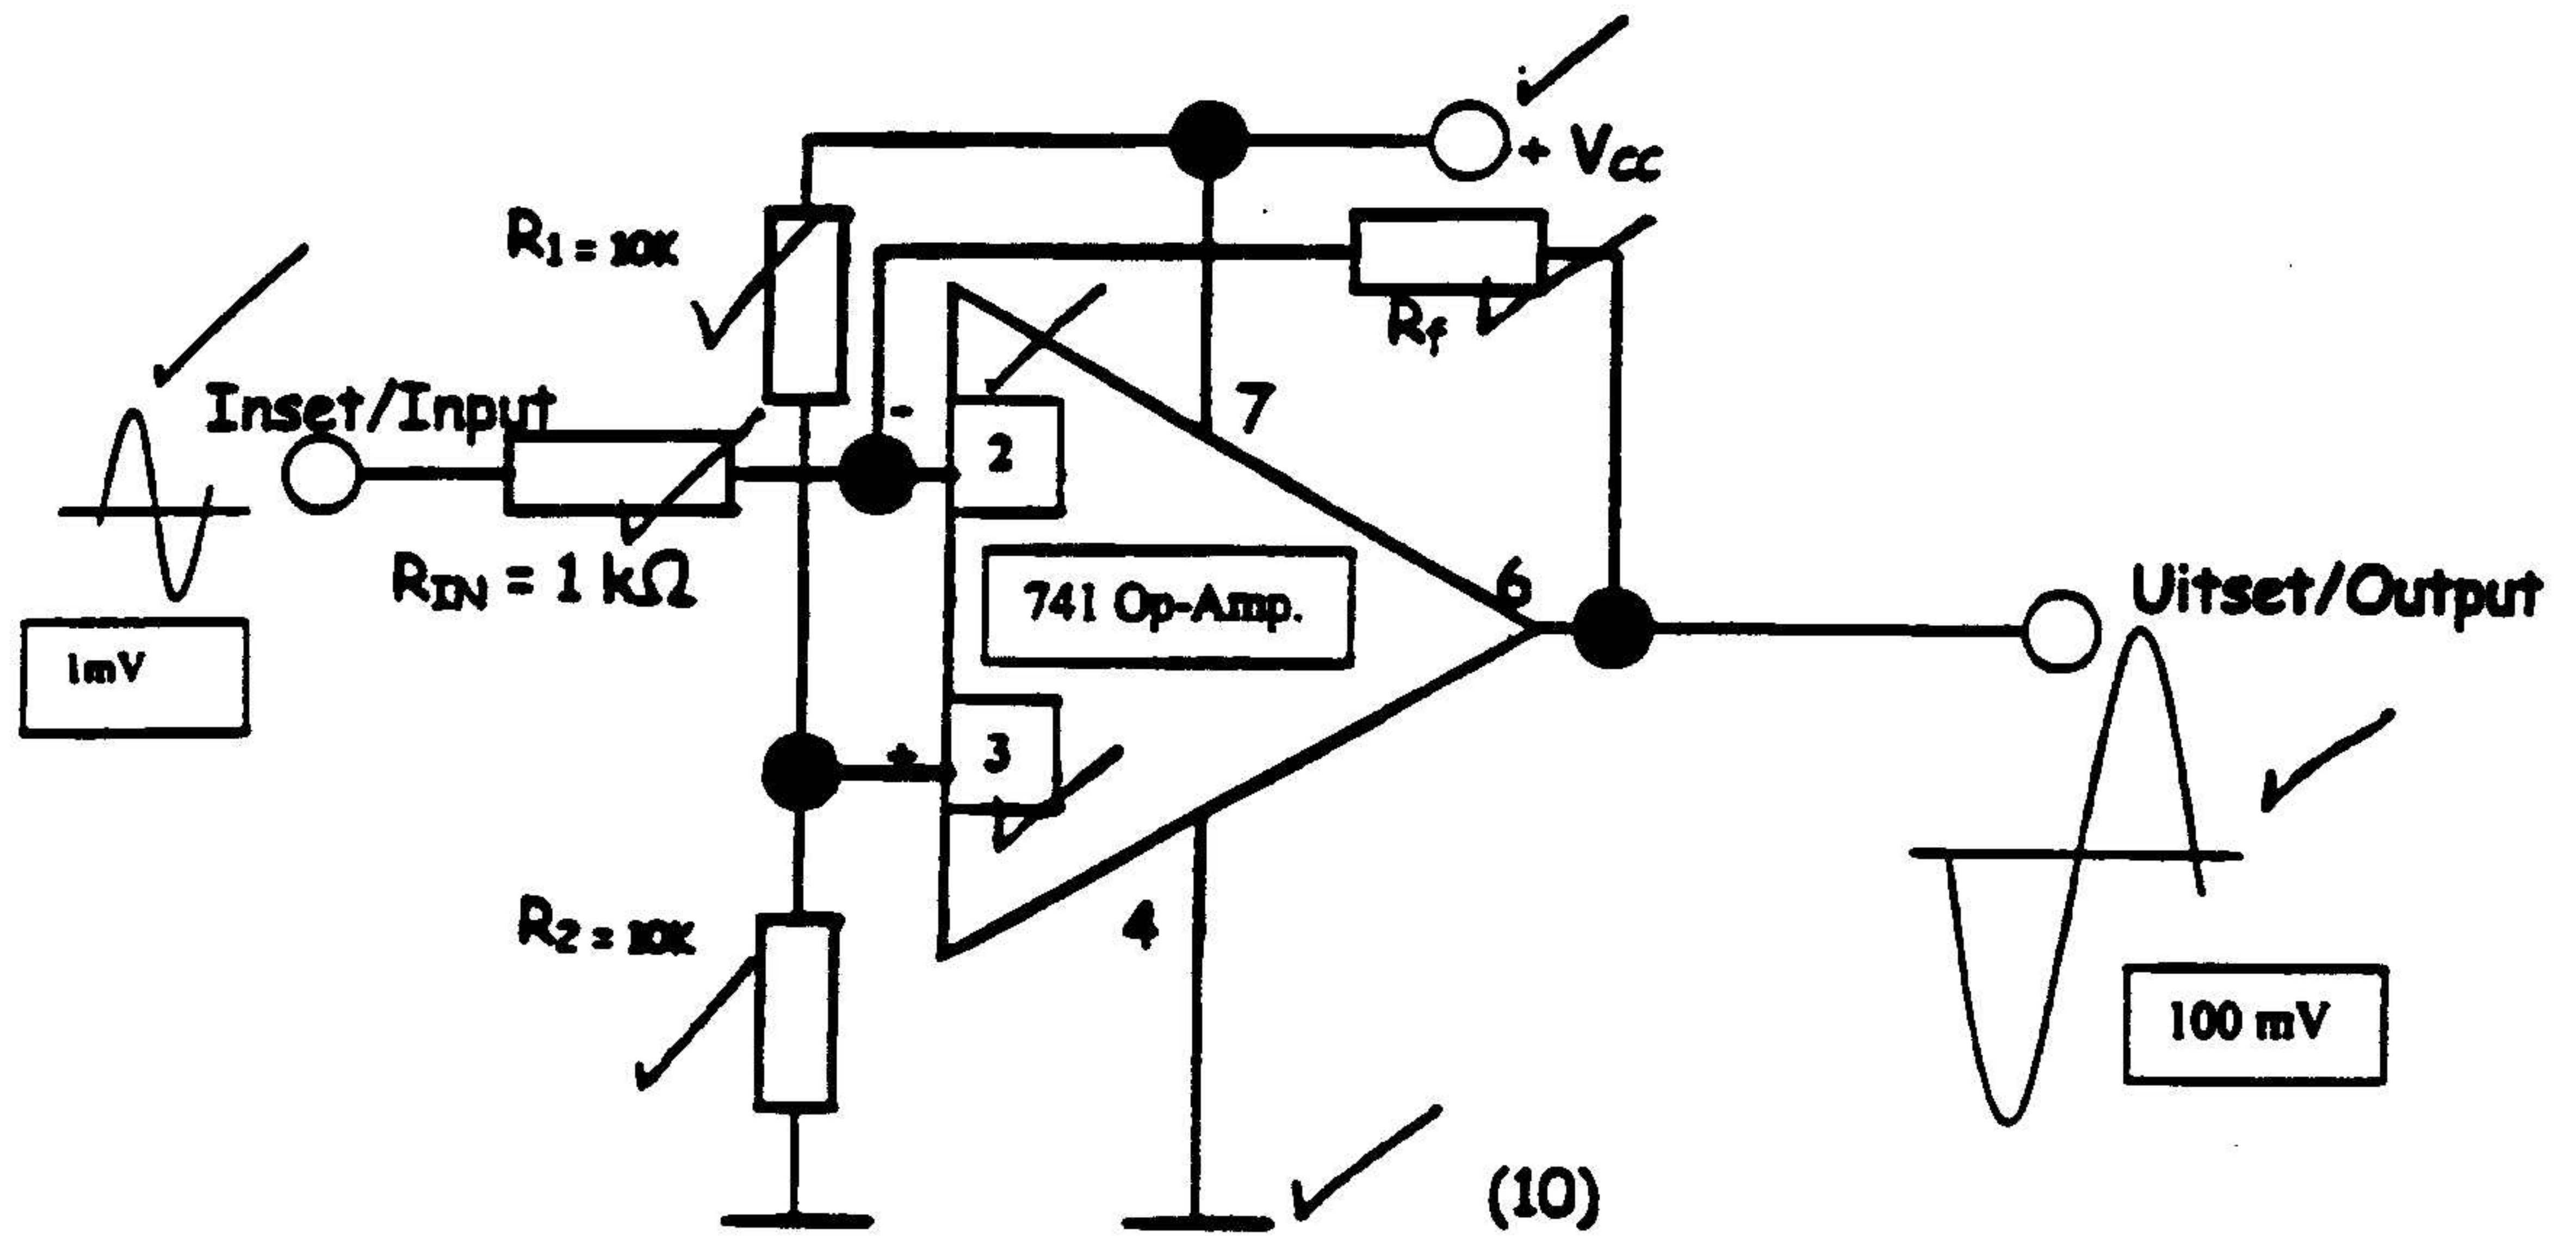 + VCC
R1 = 10K
Rf
Inset/Input
-
7
2
RIN = 1 kΩ
1mV
741 Op-Amp.
6
Uitset/Output
+
3
R2 = 10K
4
100 mV
(10)